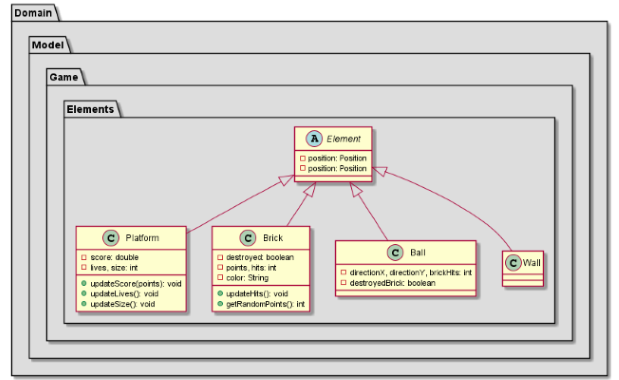 Domain
Model
Game
Elements
A Element
position: Position
position: Position
C Platform
score: double
lives, size: int
updateScore(points): void
updateLives(): void
updateSize(): void
C Brick
destroyed: boolean
points, hits: int
color: String
updateHits(): void
getRandomPoints(): int
C Ball
directionX, directionY, brickHits: int
destroyedBrick: boolean
C Wall